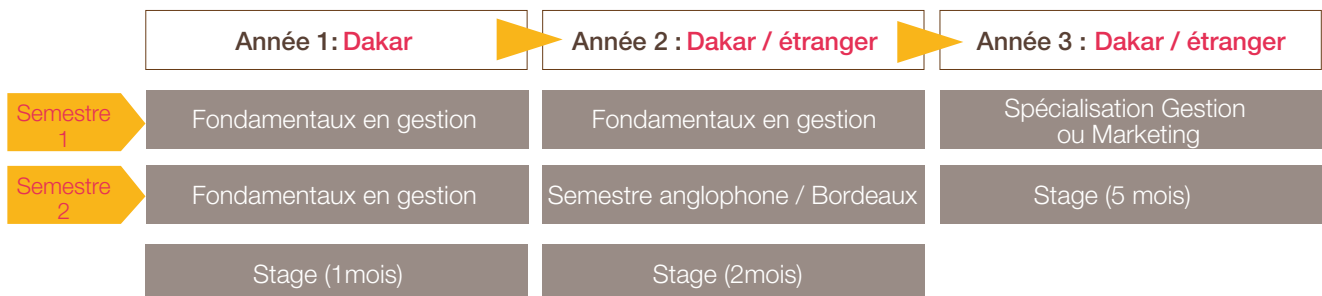 Année 1: Dakar
Année 2 : Dakar / étranger
Année 3 : Dakar / étranger
Semestre
1
Fondamentaux en gestion
Fondamentaux en gestion
Spécialisation Gestion
ou Marketing
Semestre
2
Fondamentaux en gestion
Semestre anglophone / Bordeaux
Stage (5 mois)
Stage (1mois)
Stage (2mois)